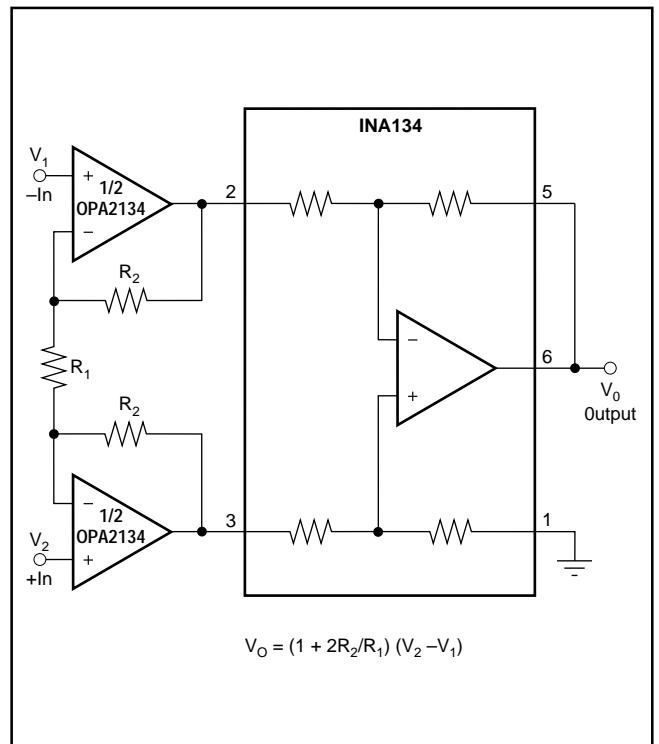 INA134
V₁
–In
+
1/2
OPA2134
–
2
5
R₂
R₁
–
+
6
V₀
0utput
R₂
–
1/2
OPA2134
+
V₂
+In
3
1
V_O = (1 + 2R₂/R₁) (V₂ –V₁)